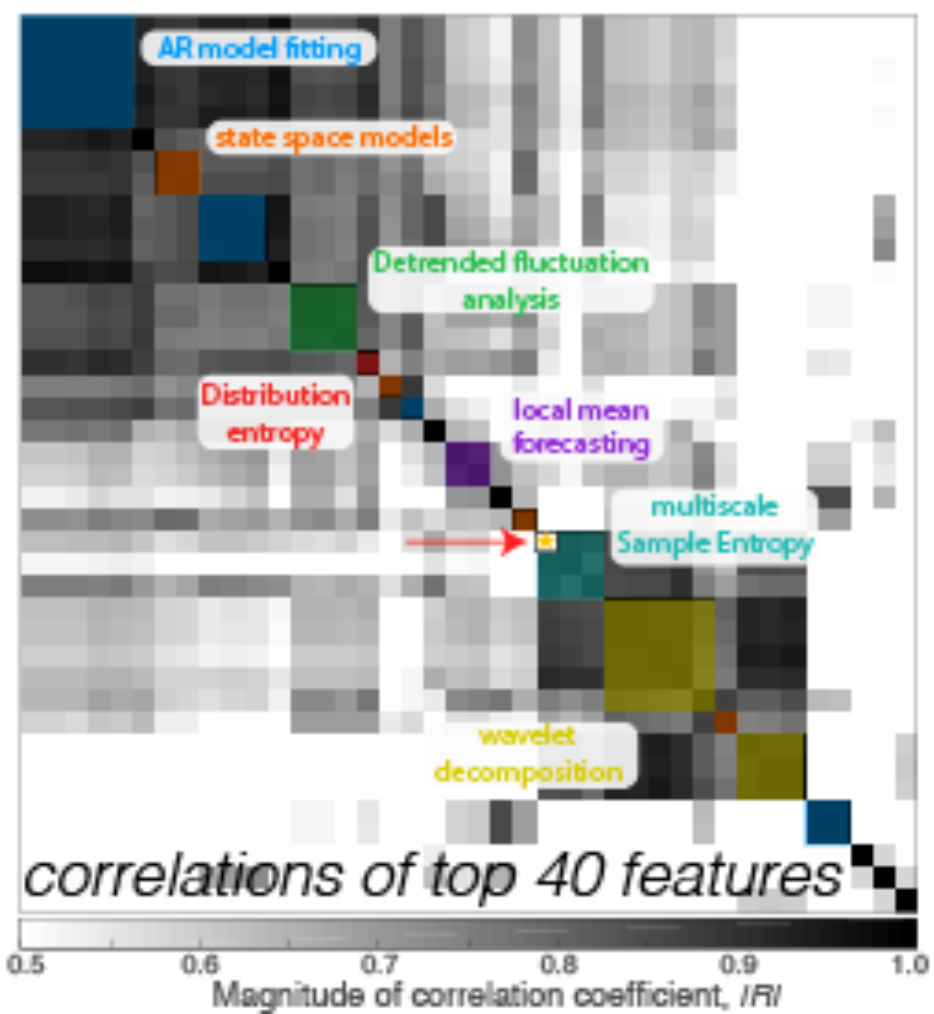 AR model fitting
state space models
Detrended fluctuation
analysis
Distribution
entropy
local mean
forecasting
multiscale
Sample Entropy
wavelet
decomposition
correlations of top 40 features
0.5 0.6 0.7 0.8 0.9 1.0
Magnitude of correlation coefficient, |R|